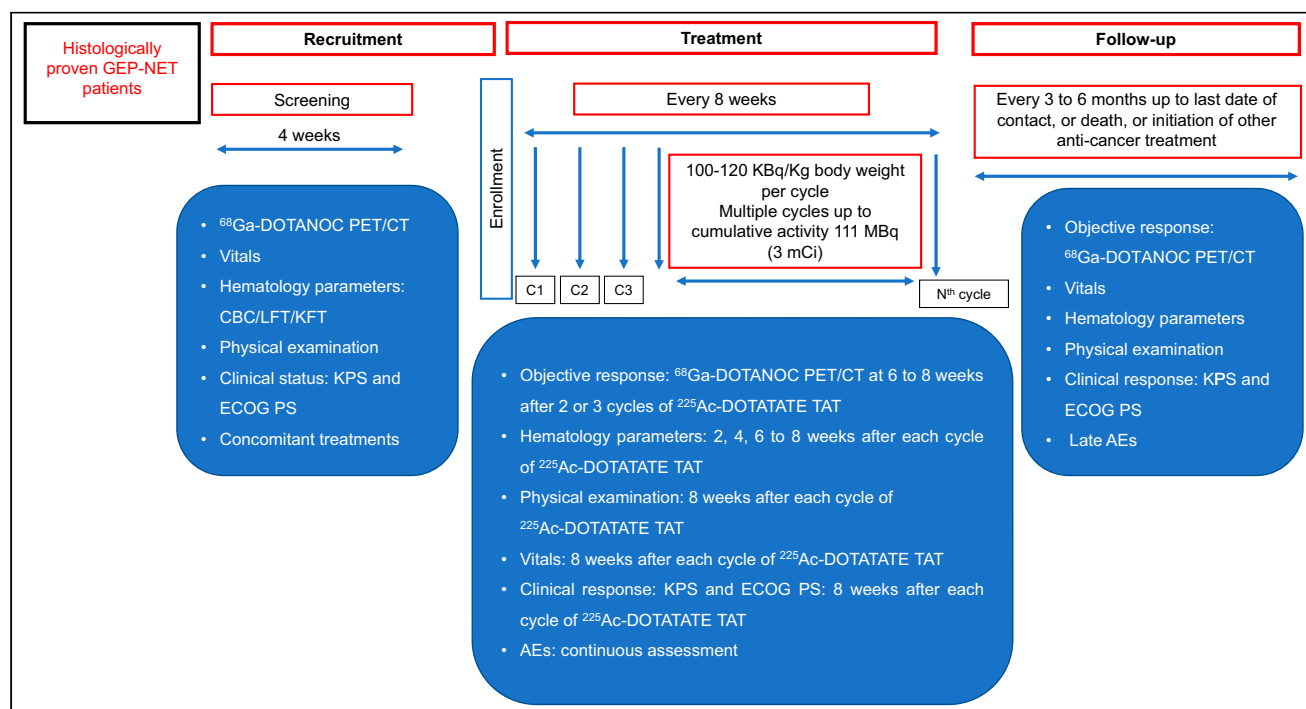 Histologically
proven GEP-NET
patients
Recruitment
Screening
4 weeks
• ⁶⁸Ga-DOTANOC PET/CT
• Vitals
• Hematology parameters:
CBC/LFT/KFT
• Physical examination
• Clinical status: KPS and
ECOG PS
• Concomitant treatments
Enrollment
Treatment
Every 8 weeks
100-120 KBq/Kg body weight
per cycle
Multiple cycles up to
cumulative activity 111 MBq
(3 mCi)
C1
C2
C3
Nᵗʰ cycle
• Objective response: ⁶⁸Ga-DOTANOC PET/CT at 6 to 8 weeks
after 2 or 3 cycles of ²²⁵Ac-DOTATATE TAT
• Hematology parameters: 2, 4, 6 to 8 weeks after each cycle
of ²²⁵Ac-DOTATATE TAT
• Physical examination: 8 weeks after each cycle of
²²⁵Ac-DOTATATE TAT
• Vitals: 8 weeks after each cycle of ²²⁵Ac-DOTATATE TAT
• Clinical response: KPS and ECOG PS: 8 weeks after each
cycle of ²²⁵Ac-DOTATATE TAT
• AEs: continuous assessment
Follow-up
Every 3 to 6 months up to last date of
contact, or death, or initiation of other
anti-cancer treatment
• Objective response:
⁶⁸Ga-DOTANOC PET/CT
• Vitals
• Hematology parameters
• Physical examination
• Clinical response: KPS and
ECOG PS
• Late AEs